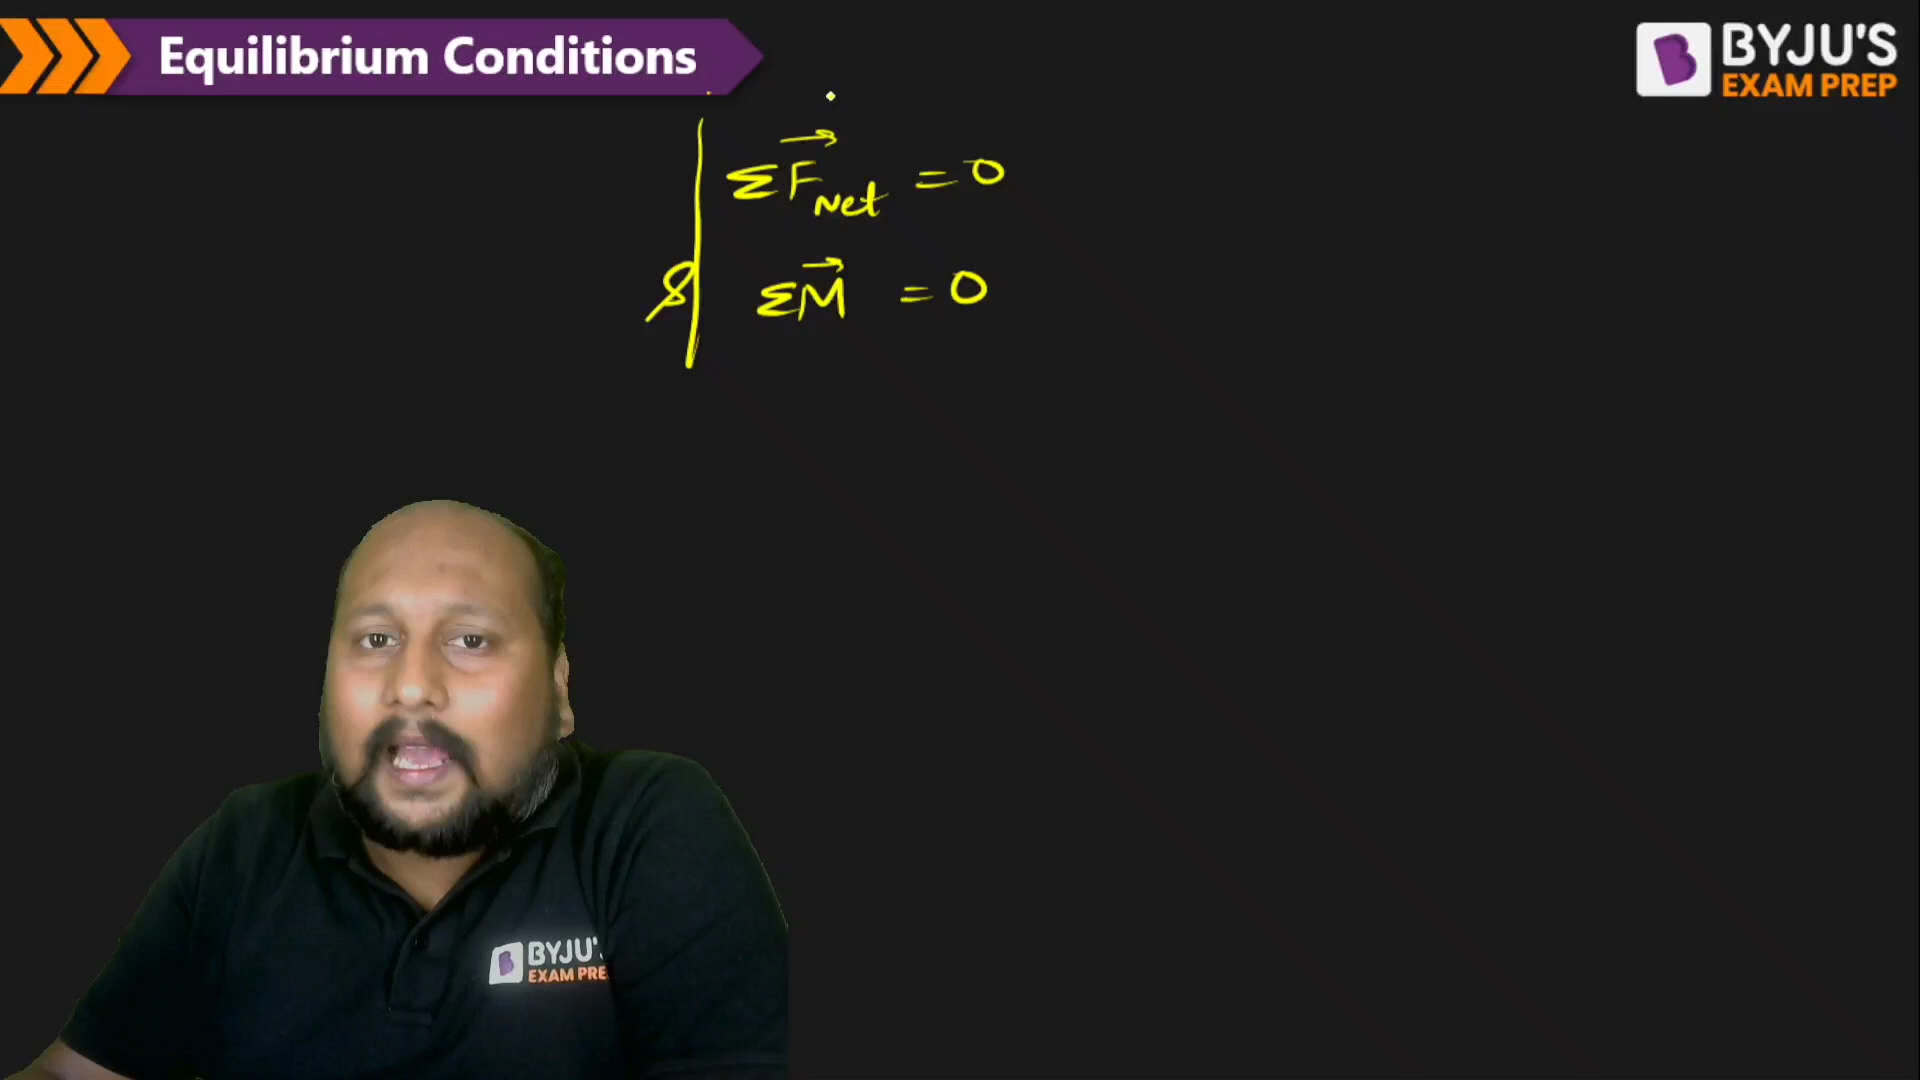 Equilibrium Conditions
BYJU'S
EXAM PREP
ΣF⃗Net = 0
& ΣM⃗ = 0
BYJU'
EXAM PRE